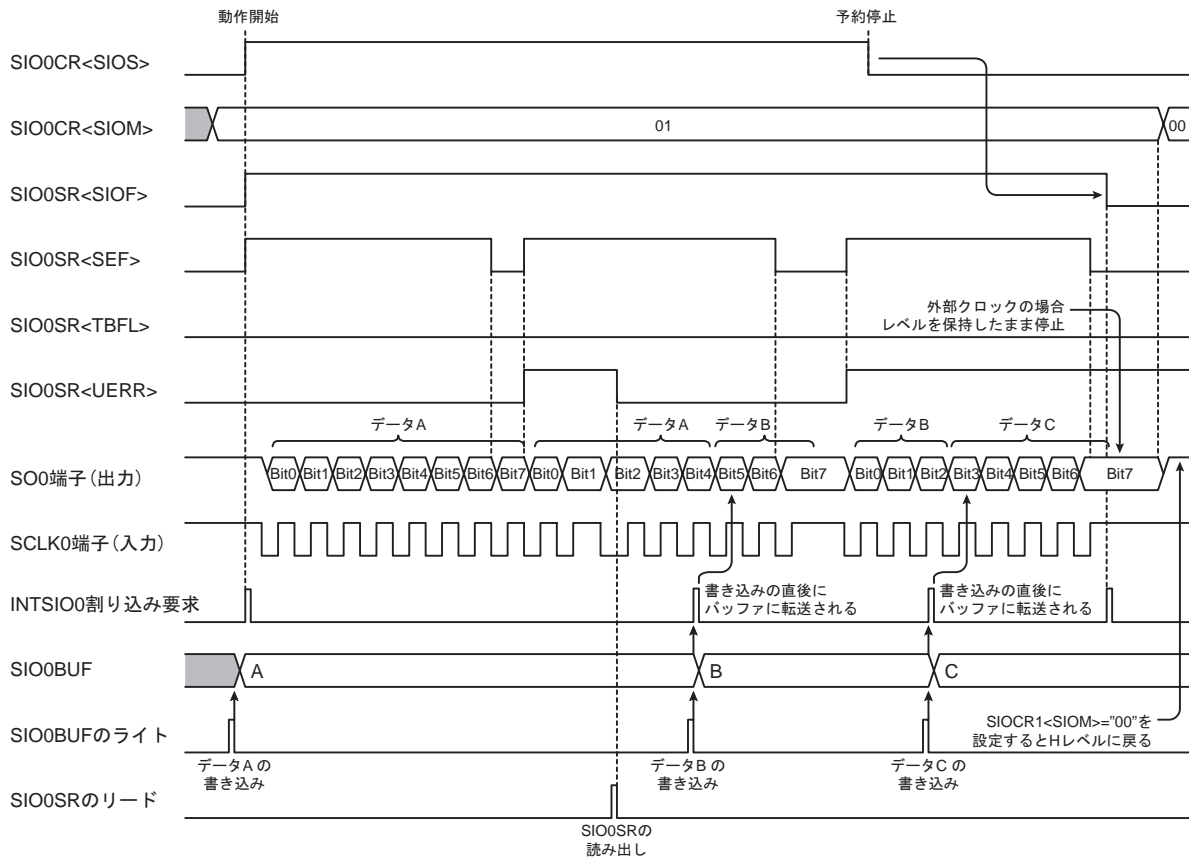 動作開始
予約停止
SIO0CR<SIOS>
SIO0CR<SIOM>
01
00
SIO0SR<SIOF>
SIO0SR<SEF>
外部クロックの場合
レベルを保持したまま停止
SIO0SR<TBFL>
SIO0SR<UERR>
データA
データA
データB
データB
データC
SO0端子(出力)
Bit0 Bit1 Bit2 Bit3 Bit4 Bit5 Bit6 Bit7 Bit0 Bit1 Bit2 Bit3 Bit4 Bit5 Bit6 Bit7 Bit0 Bit1 Bit2 Bit3 Bit4 Bit5 Bit6 Bit7
SCLK0端子(入力)
INTSIO0割り込み要求
書き込みの直後に
バッファに転送される
書き込みの直後に
バッファに転送される
SIO0BUF
A
B
C
SIO0BUFのライト
SIOCR1<SIOM>="00"を
設定するとHレベルに戻る
データA の
書き込み
データB の
書き込み
データC の
書き込み
SIO0SRのリード
SIO0SRの
読み出し